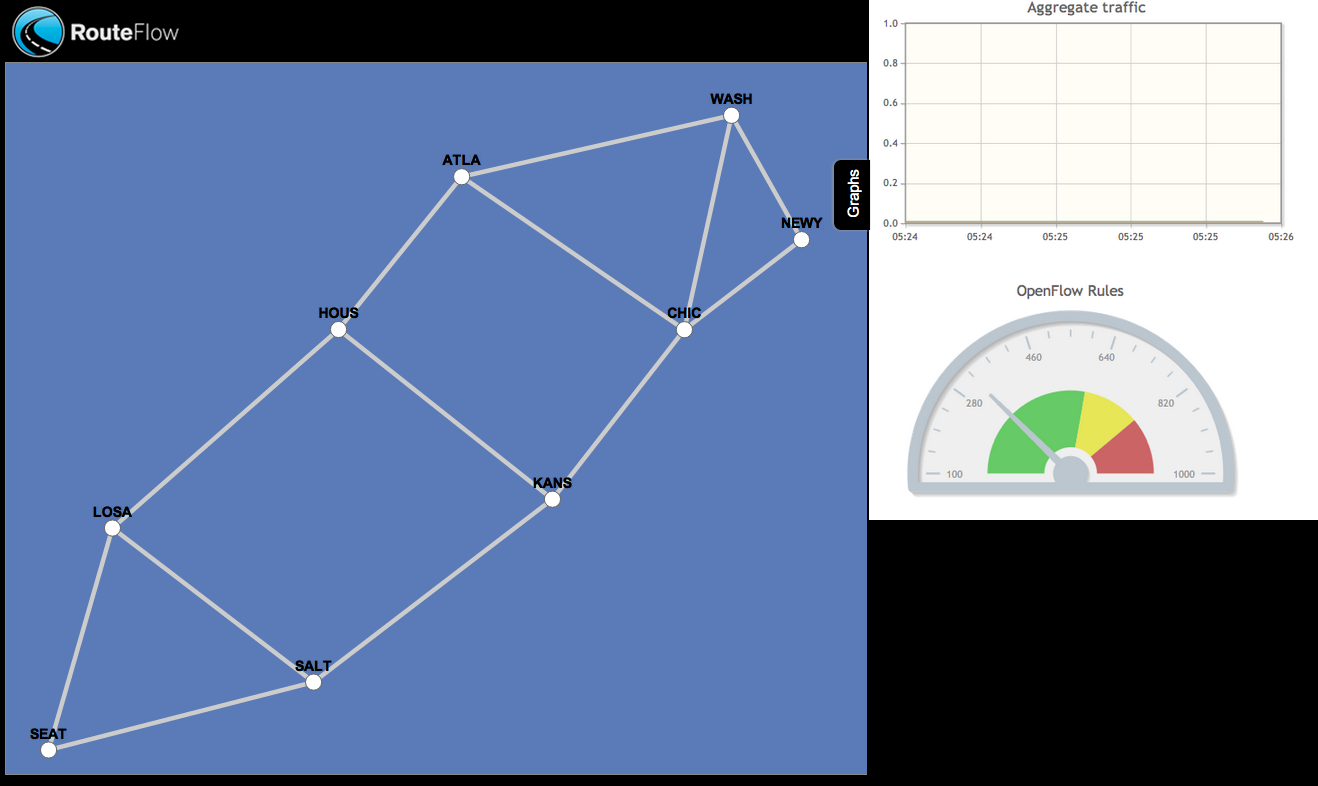 RouteFlow
WASH
ATLA
NEWY
HOUS
CHIC
KANS
LOSA
SALT
SEAT
Graphs
Aggregate traffic
1.0
0.8
0.6
0.4
0.2
0.0
05:24 05:24 05:25 05:25 05:25 05:26
OpenFlow Rules
460 640
280 820
100 1000